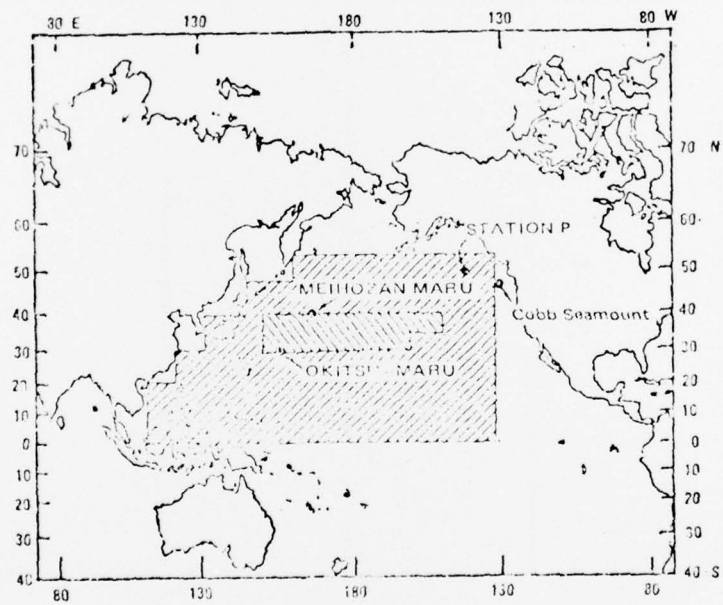 30 E 130 180 130 80 W
70 70 N
60 60
STATION P
50 50
MEIHOZAN MARU
40 40
Cobb Seamount
30 30
20 OKITSU MARU 20
10 10
0 0
10 10
20 20
30 30
40 40 S
80 130 180 130 80